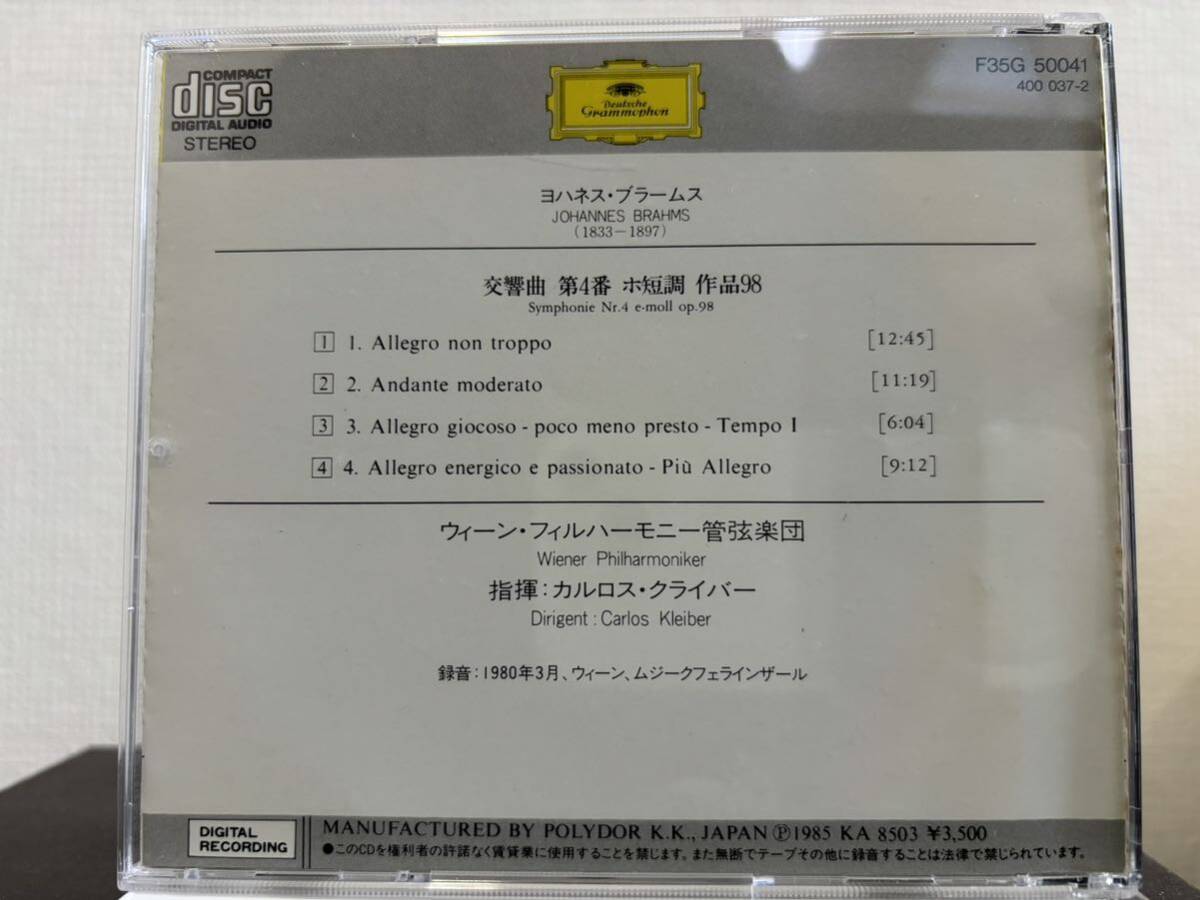 COMPACT
disc
DIGITAL AUDIO
STEREO
Deutsche
Grammophon
F35G 50041
400 037-2
ヨハネス・ブラームス
JOHANNES BRAHMS
(1833－1897)
交響曲 第4番 ホ短調 作品98
Symphonie Nr.4 e-moll op.98
1 1. Allegro non troppo [12:45]
2 2. Andante moderato [11:19]
3 3. Allegro giocoso - poco meno presto - Tempo I [6:04]
4 4. Allegro energico e passionato - Più Allegro [9:12]
ウィーン・フィルハーモニー管弦楽団
Wiener Philharmoniker
指揮：カルロス・クライバー
Dirigent : Carlos Kleiber
録音：1980年3月、ウィーン、ムジークフェラインザール
DIGITAL
RECORDING
MANUFACTURED BY POLYDOR K.K., JAPAN Ⓟ1985 KA 8503 ¥3,500
●このCDを権利者の許諾なく賃貸業に使用することを禁じます。また無断でテープその他に録音することは法律で禁じられています。